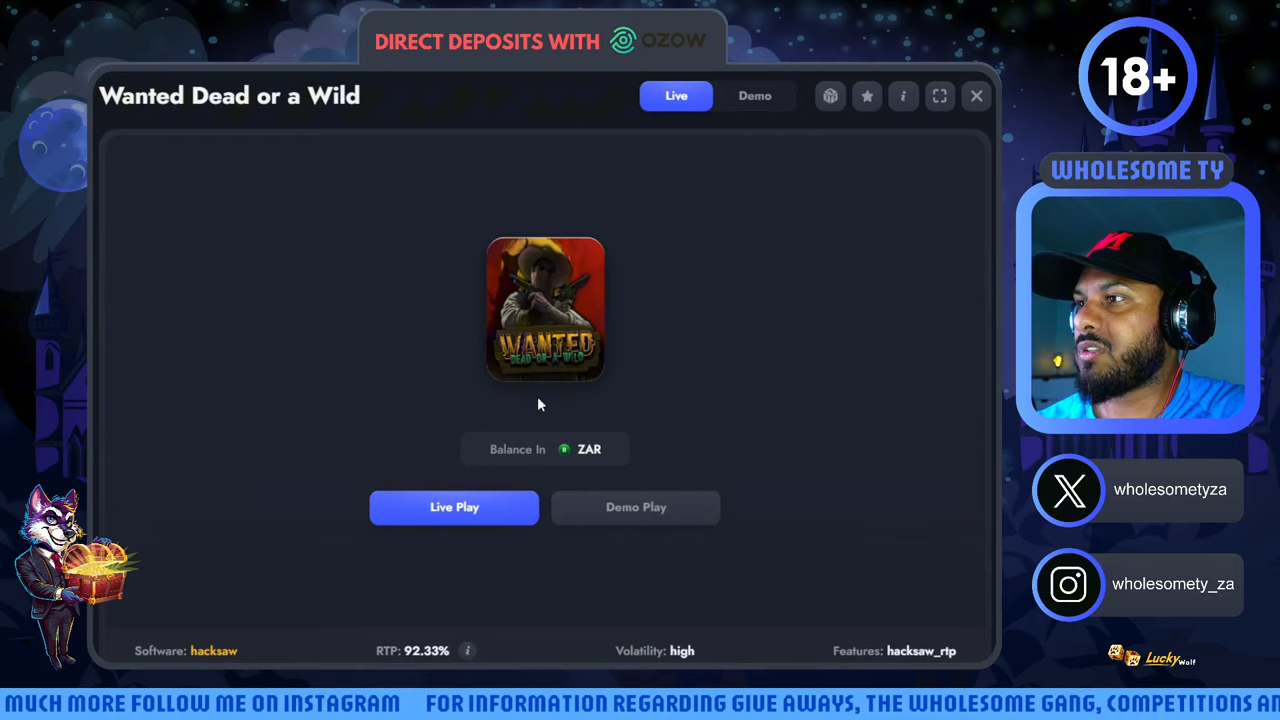 DIRECT DEPOSITS WITH OZOW
18+
Wanted Dead or a Wild
Live
Demo
WHOLESOME TY
WANTED
DEAD OR A WILD
Balance In ZAR
Live Play
Demo Play
wholesometyza
wholesomety_za
Software: hacksaw
RTP: 92.33%
Volatility: high
Features: hacksaw_rtp
Lucky Wolf
MUCH MORE FOLLOW ME ON INSTAGRAM FOR INFORMATION REGARDING GIVE AWAYS, THE WHOLESOME GANG, COMPETITIONS